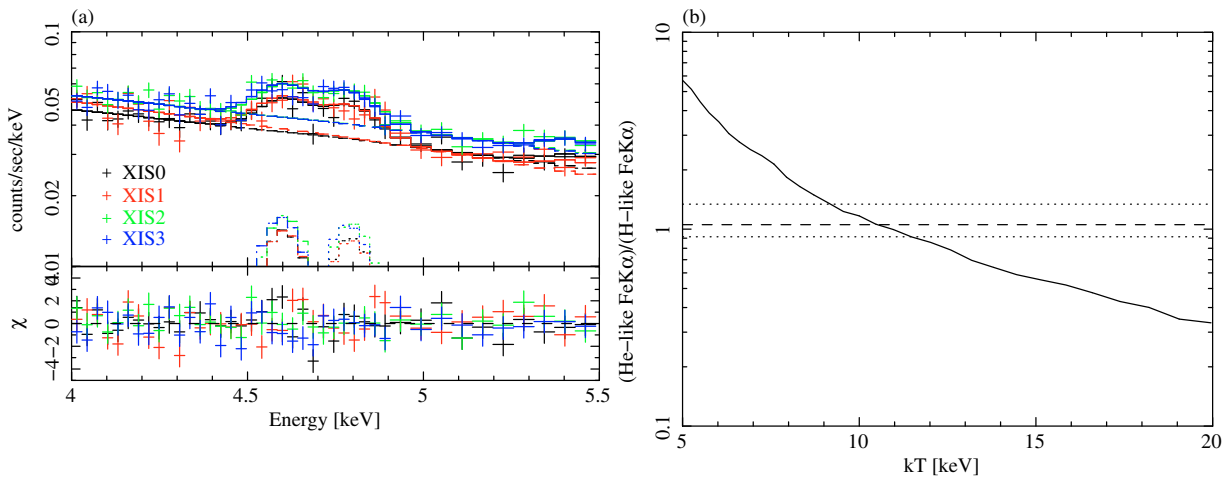 (a)
0.1
0.05
0.02
0.01
counts/sec/keV
XIS0
XIS1
XIS2
XIS3
4
2
0
−2
−4
χ
4
4.5
5
5.5
Energy [keV]
(b)
10
1
0.1
(He−like FeKα)/(H−like FeKα)
5
10
15
20
kT [keV]